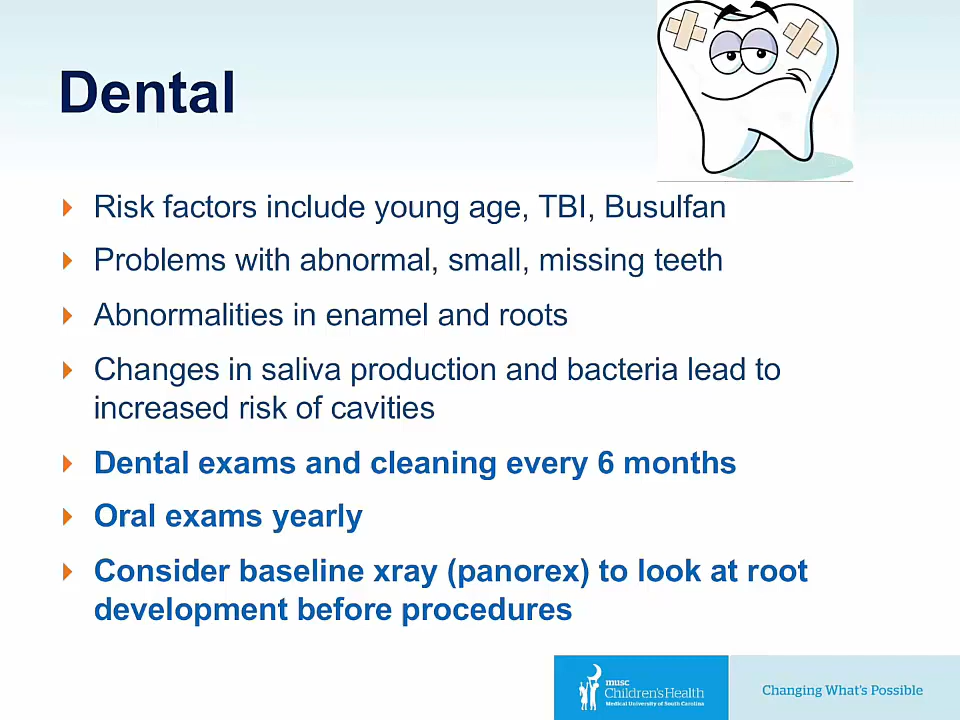 Dental
Risk factors include young age, TBI, Busulfan
Problems with abnormal, small, missing teeth
Abnormalities in enamel and roots
Changes in saliva production and bacteria lead to
increased risk of cavities
Dental exams and cleaning every 6 months
Oral exams yearly
Consider baseline xray (panorex) to look at root
development before procedures
musc
Children's Health
Medical University of South Carolina
Changing What's Possible